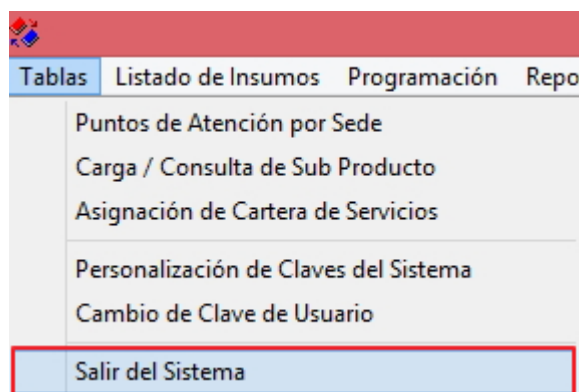 Tablas Listado de Insumos Programación Repo
Puntos de Atención por Sede
Carga / Consulta de Sub Producto
Asignación de Cartera de Servicios
Personalización de Claves del Sistema
Cambio de Clave de Usuario
Salir del Sistema